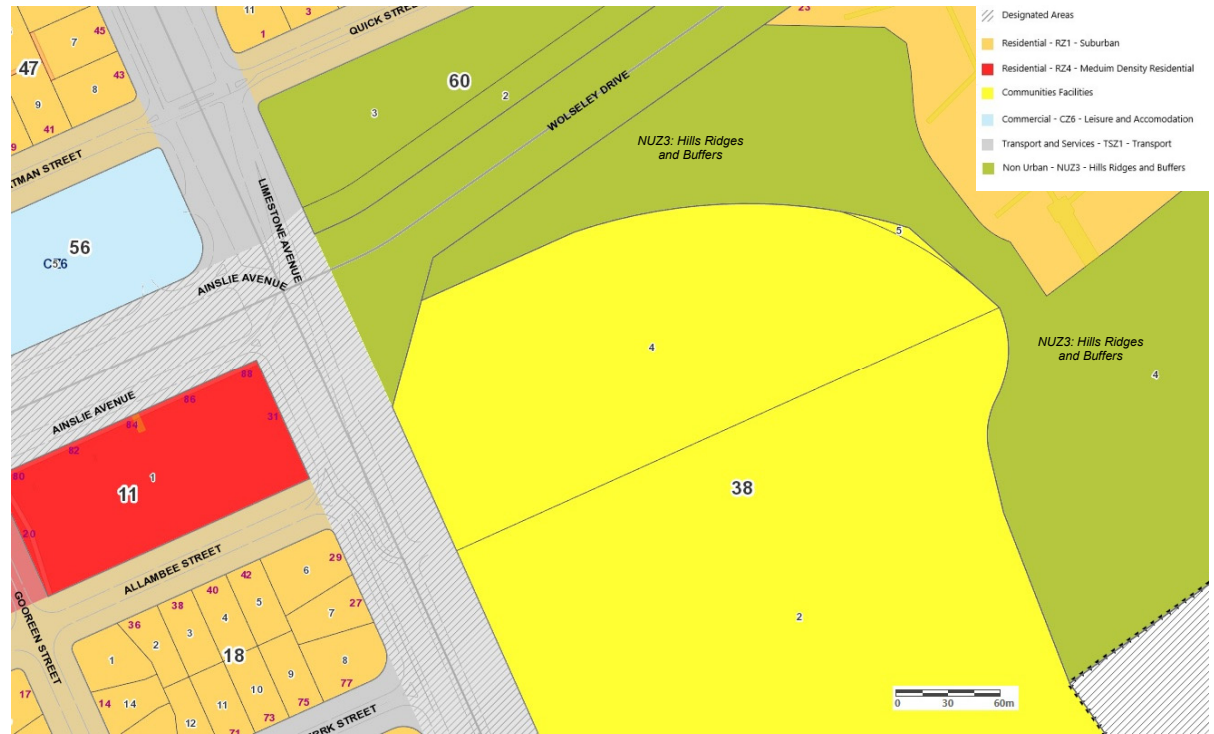 11
3
1
QUICK STREET
45
7
47
43
8
9
41
9
60
3
2
WOLSELEY DRIVE
23
NUZ3: Hills Ridges
and Buffers
Designated Areas
Residential - RZ1 - Suburban
Residential - RZ4 - Meduim Density Residential
Communities Facilities
Commercial - CZ6 - Leisure and Accomodation
Transport and Services - TSZ1 - Transport
Non Urban - NUZ3 - Hills Ridges and Buffers
TMAN STREET
LIMESTONE AVENUE
56
AINSLIE AVENUE
5
4
NUZ3: Hills Ridges
and Buffers
4
AINSLIE AVENUE
88
86
84
31
82
80
1
11
20
38
ALLAMBEE STREET
GOOREEN STREET
29
6
42
40
5
38
4
27
36
3
7
2
2
1
18
8
9
10
77
17
14
14
11
75
12
73
71
RRK STREET
0 30 60m